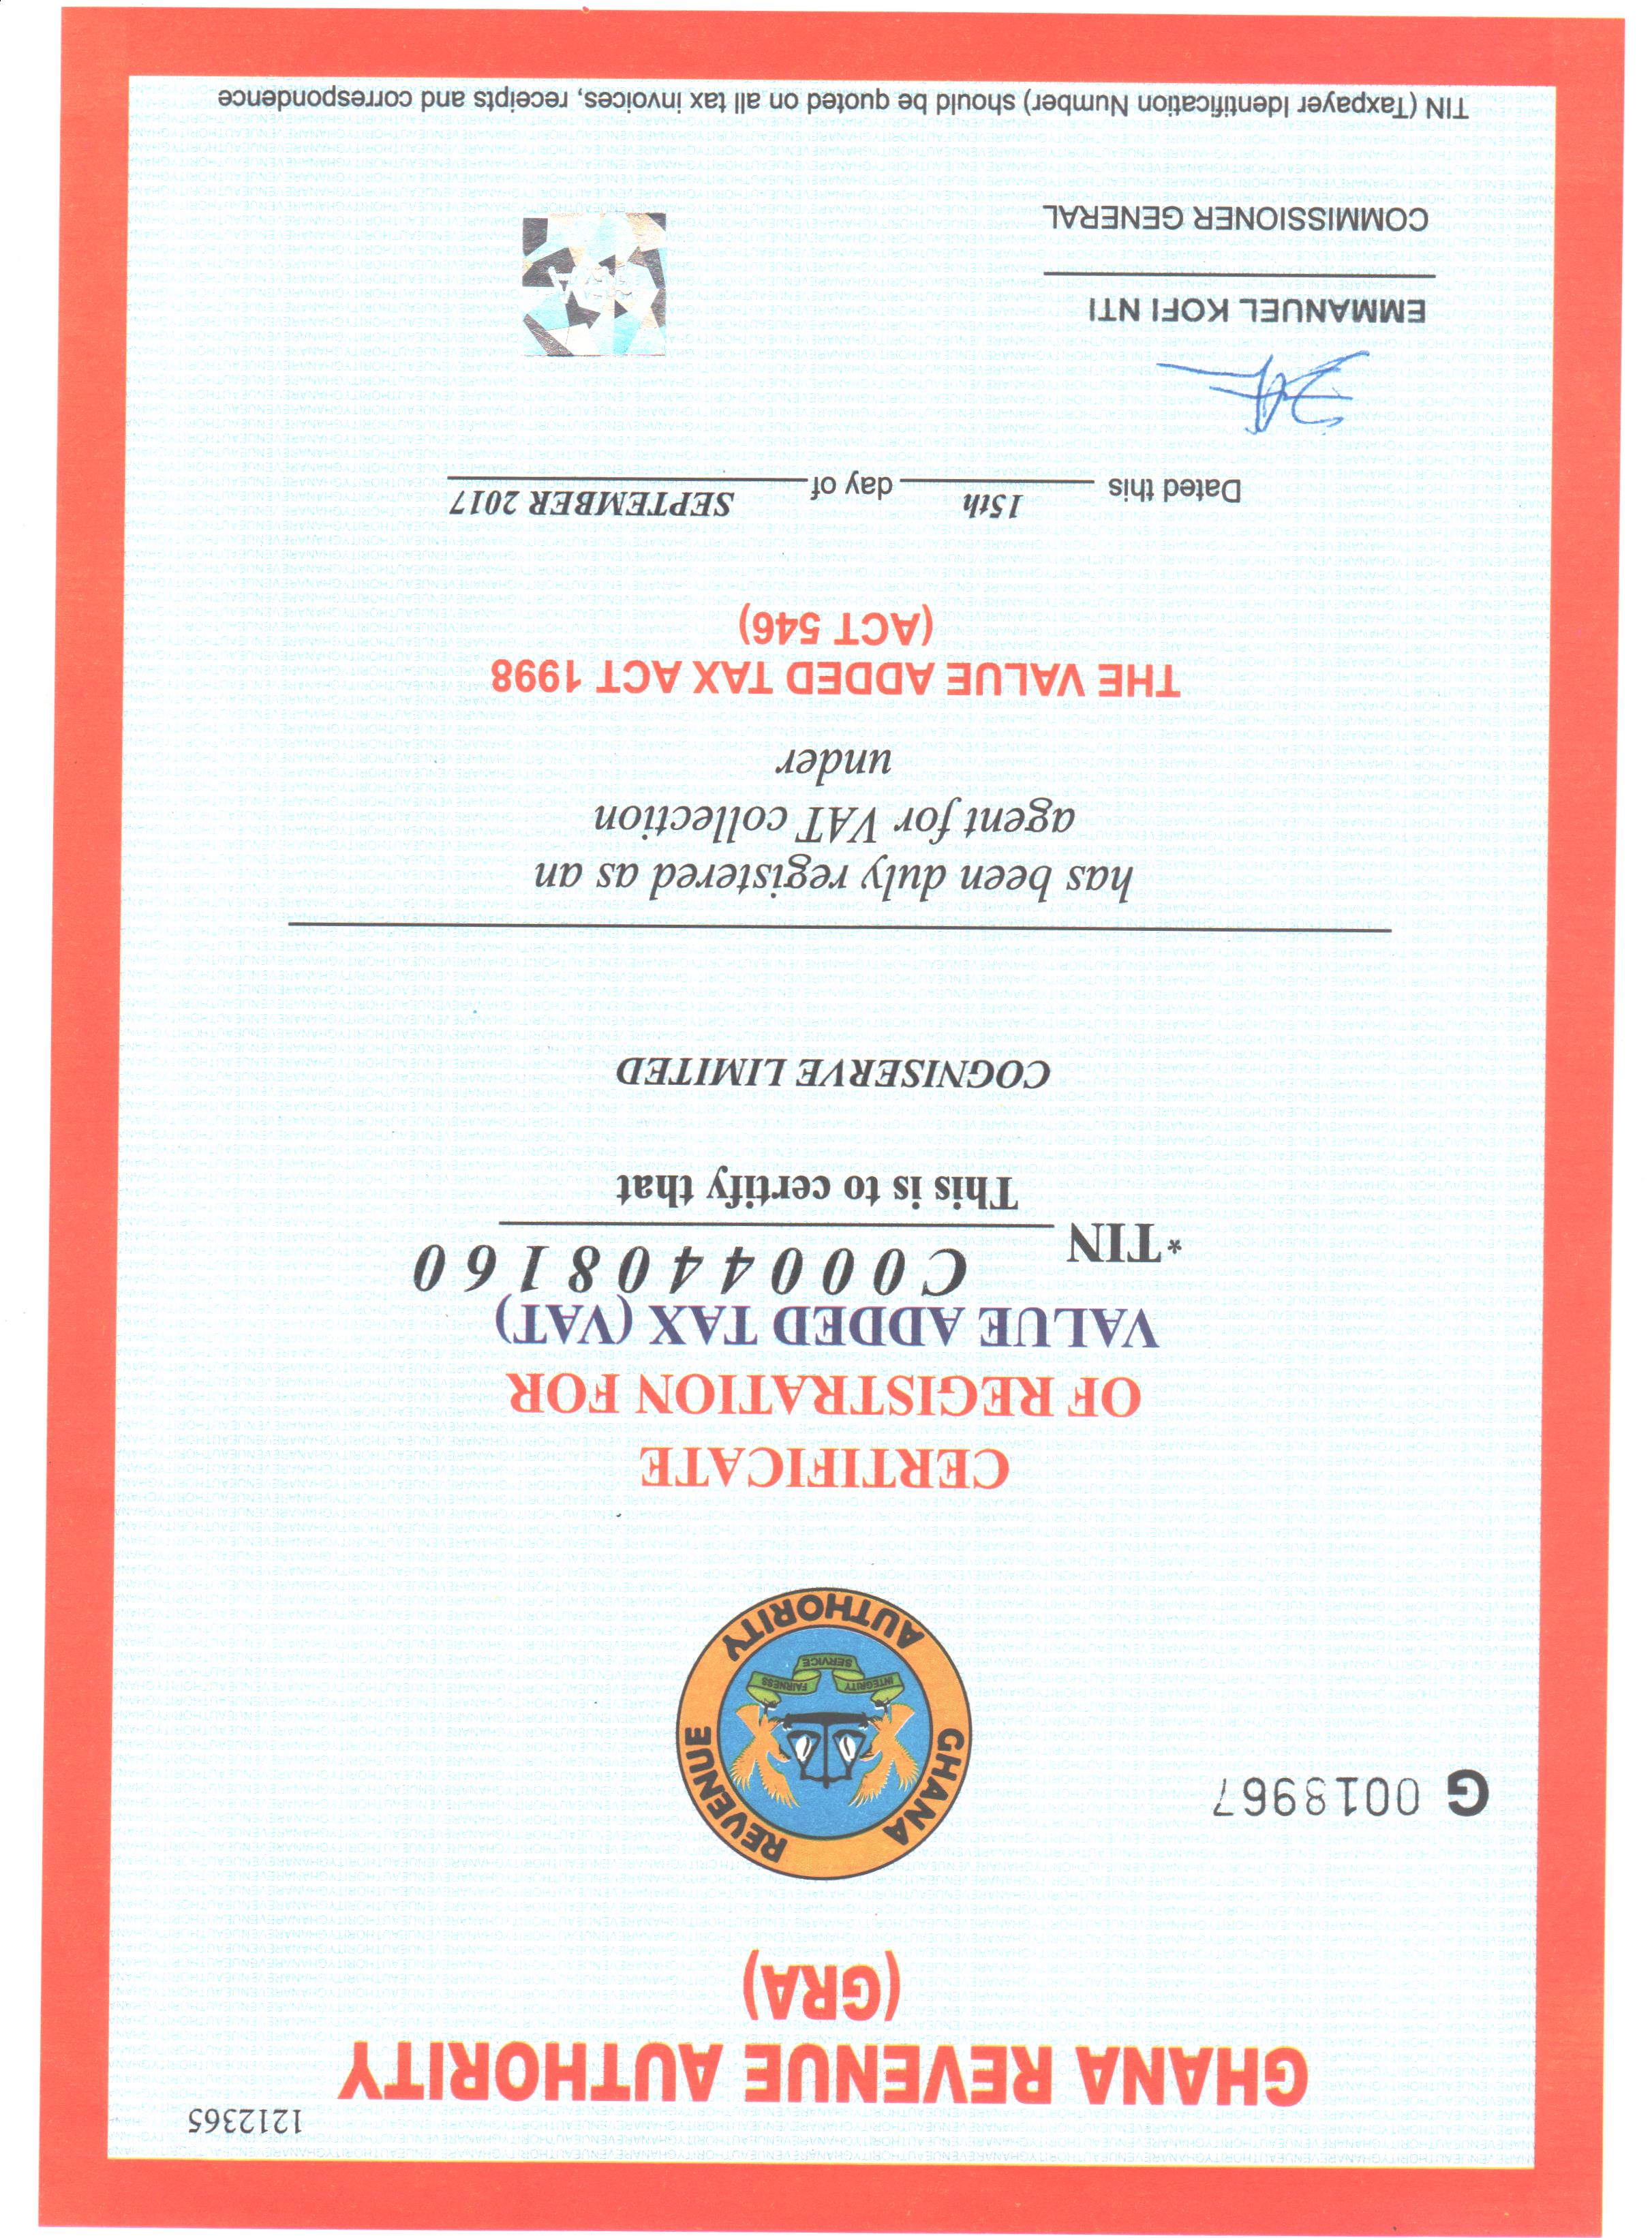 1212365
GHANA REVENUE AUTHORITY
(GRA)
G 0018967
GHANA REVENUE AUTHORITY
INTEGRITY FAIRNESS
SERVICE
CERTIFICATE
OF REGISTRATION FOR
VALUE ADDED TAX (VAT)
*TIN C0004408160
This is to certify that
COGNISERVE LIMITED
has been duly registered as an
agent for VAT collection
under
THE VALUE ADDED TAX ACT 1998
(ACT 546)
Dated this 15th day of SEPTEMBER 2017
EMMANUEL KOFI NTI
COMMISSIONER GENERAL
TIN (Taxpayer Identification Number) should be quoted on all tax invoices, receipts and correspondence